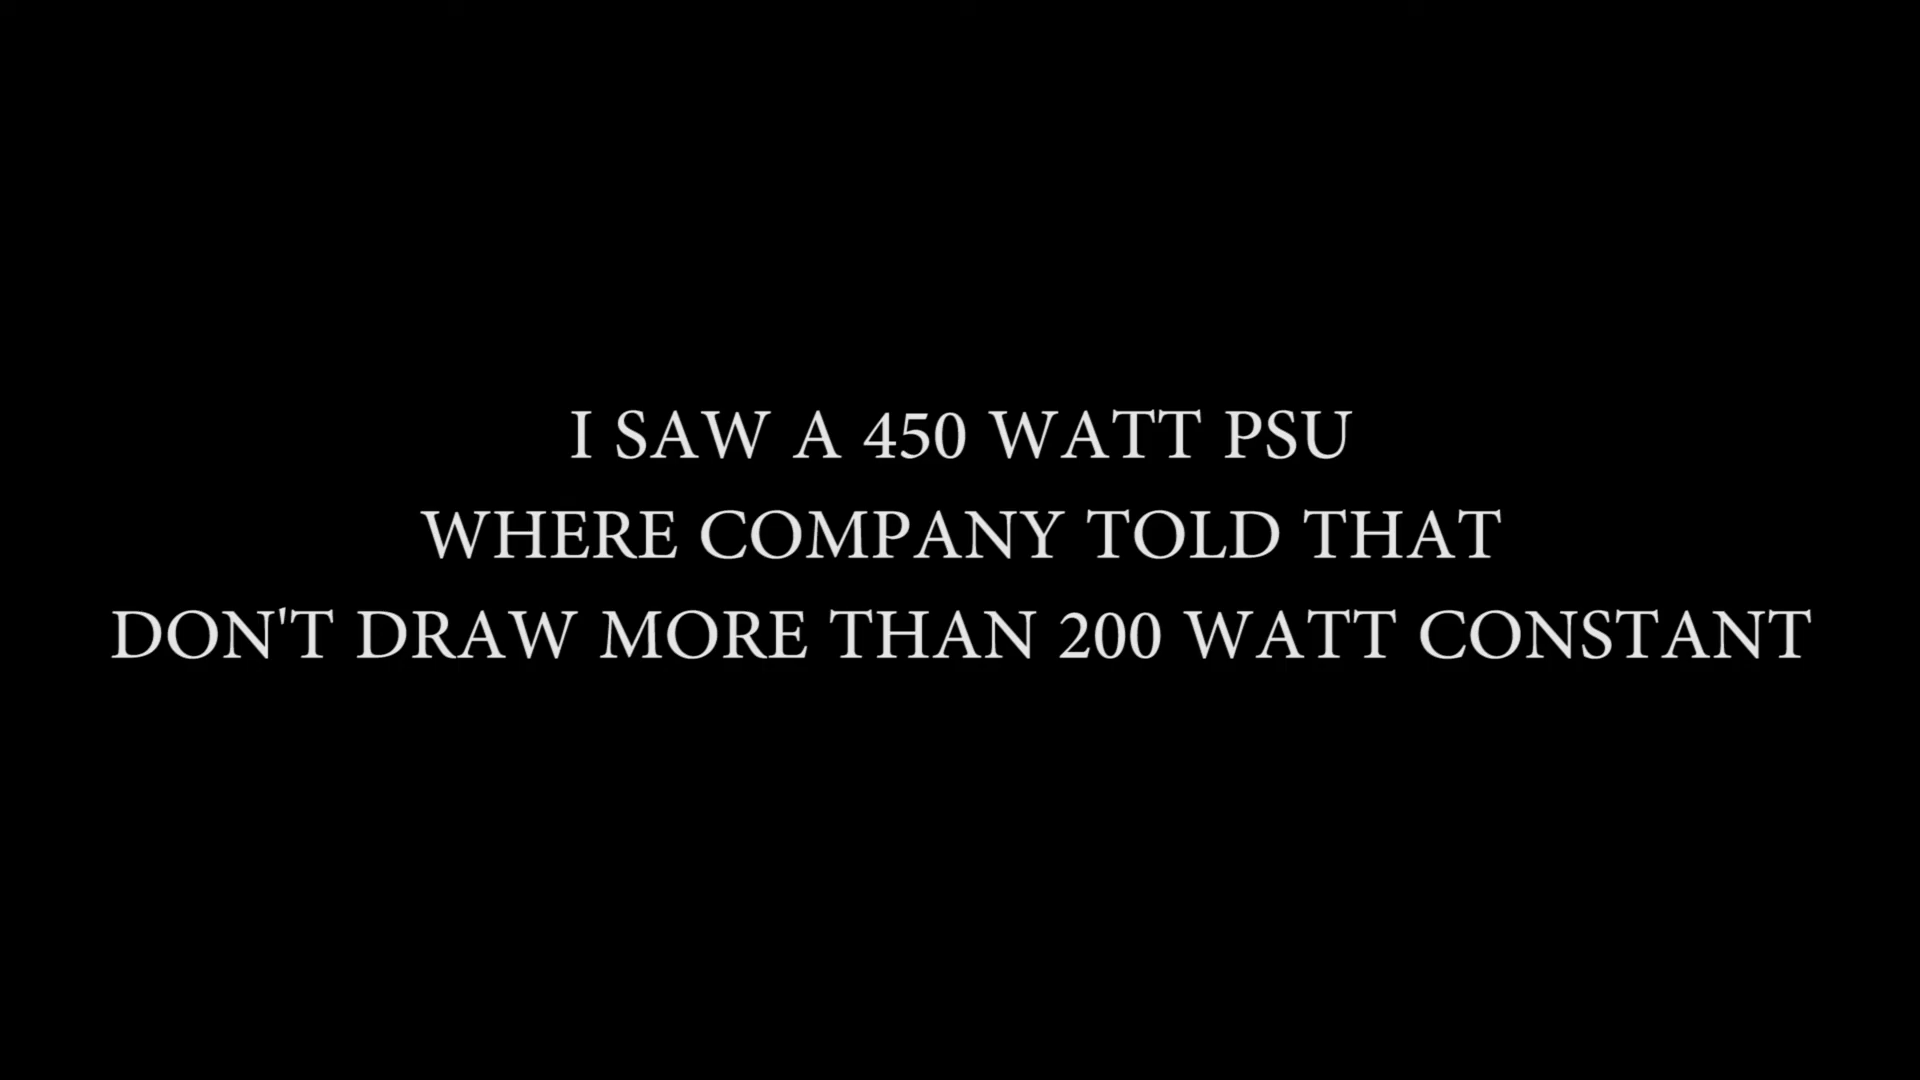 I SAW A 450 WATT PSU
WHERE COMPANY TOLD THAT
DON'T DRAW MORE THAN 200 WATT CONSTANT